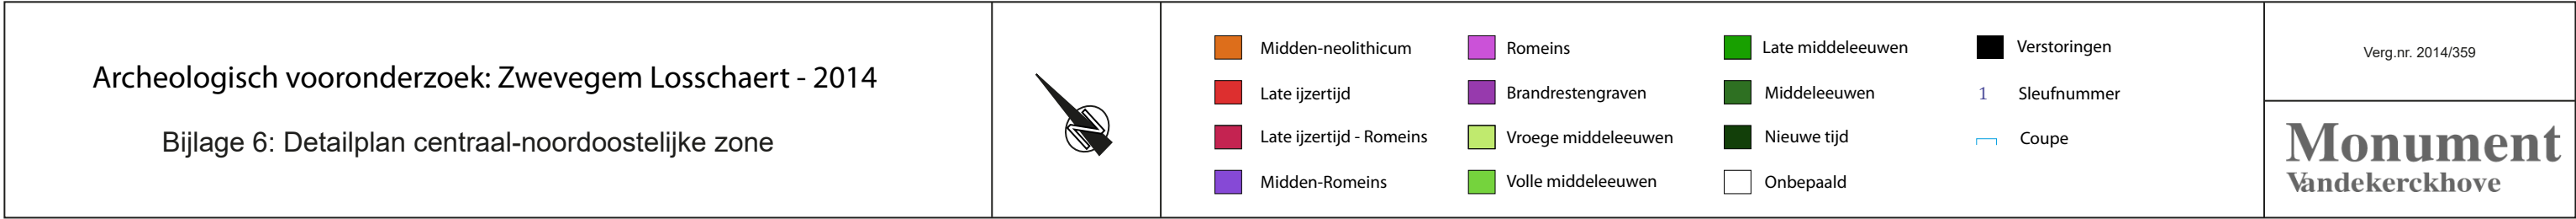 Archeologisch vooronderzoek: Zwevegem Losschaert - 2014
Bijlage 6: Detailplan centraal-noordoostelijke zone
N
Midden-neolithicum
Late ijzertijd
Late ijzertijd - Romeins
Midden-Romeins
Romeins
Brandrestengraven
Vroege middeleeuwen
Volle middeleeuwen
Late middeleeuwen
Middeleeuwen
Nieuwe tijd
Onbepaald
Verstoringen
1 Sleufnummer
Coupe
Verg.nr. 2014/359
Monument
Vandekerckhove